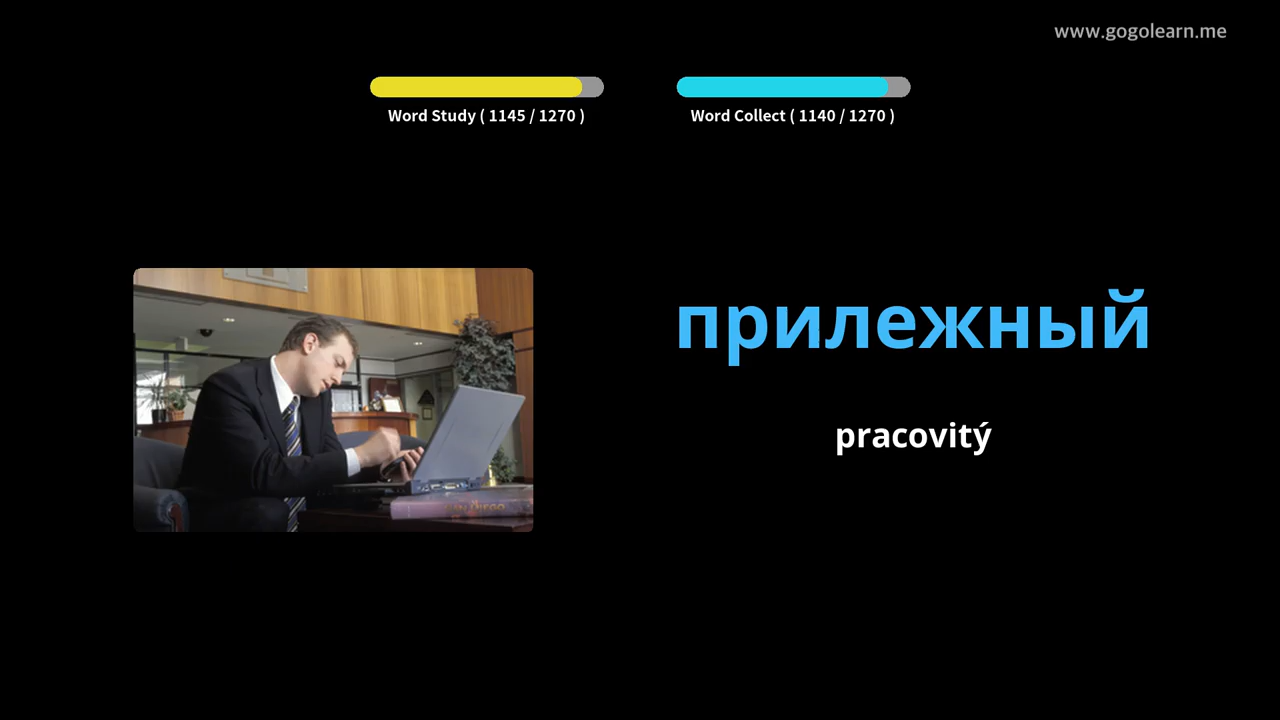 www.gogolearn.me
Word Study ( 1145 / 1270 )
Word Collect ( 1140 / 1270 )
прилежный
pracovitý